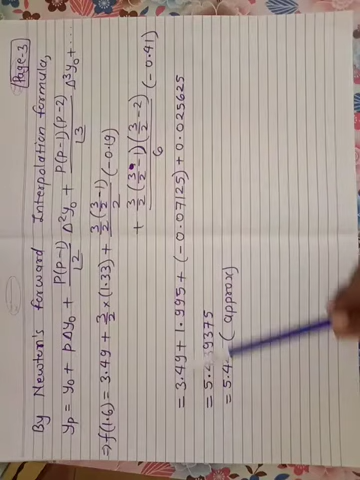 Page-3
By Newton's forward Interpolation formula,
yp = y₀ + pΔy₀ + p(p-1)/⌊2 Δ²y₀ + p(p-1)(p-2)/⌊3 Δ³y₀ + ...
⇒ f(1.6) = 3.49 + 3/2 × (1.33) + 3/2(3/2-1)/2 (-0.19)
+ 3/2(3/2-1)(3/2-2)/6 (-0.41)
= 3.49 + 1.995 + (-0.07125) + 0.025625
= 5.439375
= 5.4 (approx)